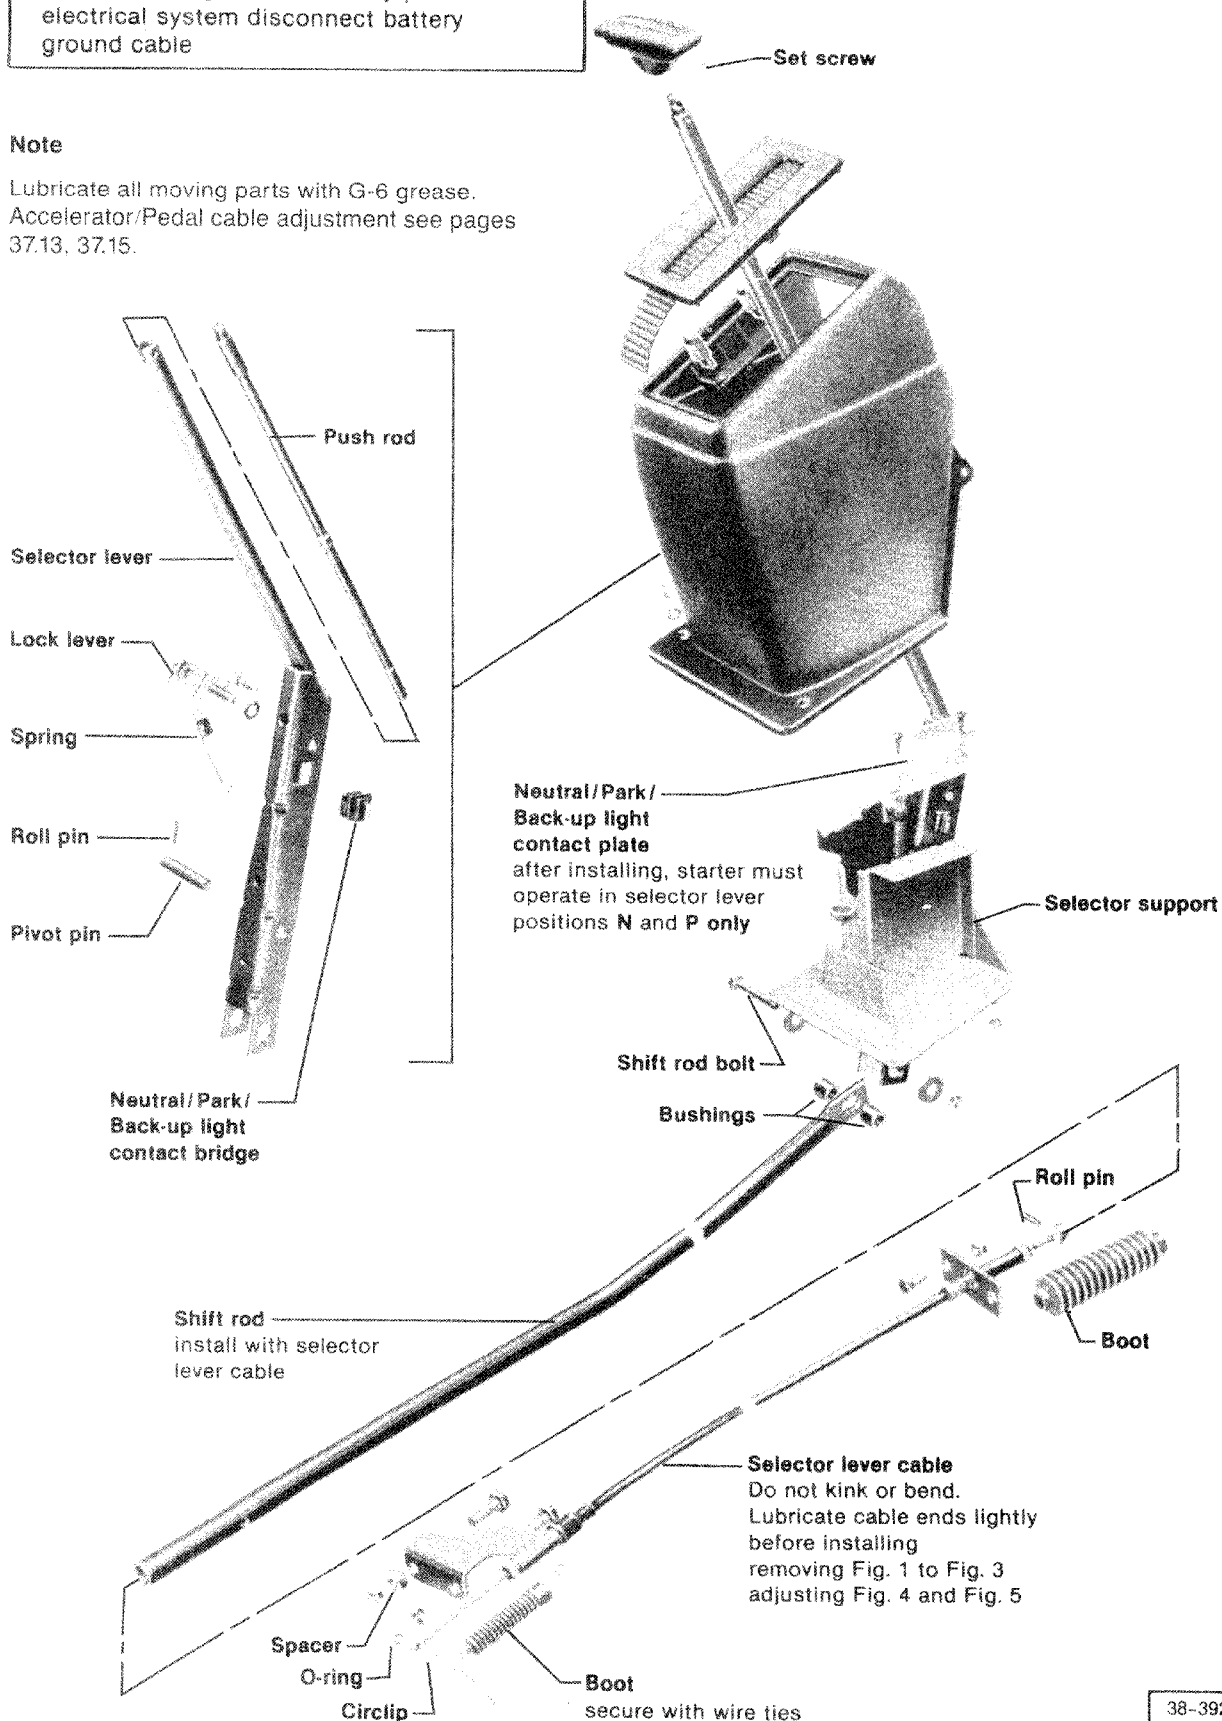 electrical system disconnect battery
ground cable
Set screw
Note
Lubricate all moving parts with G-6 grease.
Accelerator/Pedal cable adjustment see pages
37.13, 37.15.
Push rod
Selector lever
Lock lever
Spring
Roll pin
Pivot pin
Neutral/Park/
Back-up light
contact bridge
Neutral/Park/
Back-up light
contact plate
after installing, starter must
operate in selector lever
positions N and P only
Selector support
Shift rod bolt
Bushings
Roll pin
Boot
Shift rod
install with selector
lever cable
Selector lever cable
Do not kink or bend.
Lubricate cable ends lightly
before installing
removing Fig. 1 to Fig. 3
adjusting Fig. 4 and Fig. 5
Spacer
O-ring
Circlip
Boot
secure with wire ties